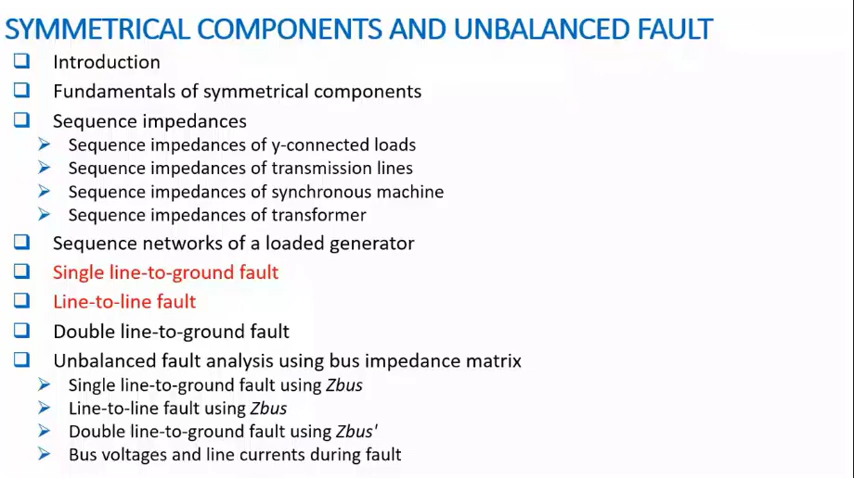 SYMMETRICAL COMPONENTS AND UNBALANCED FAULT
Introduction
Fundamentals of symmetrical components
Sequence impedances
Sequence impedances of y-connected loads
Sequence impedances of transmission lines
Sequence impedances of synchronous machine
Sequence impedances of transformer
Sequence networks of a loaded generator
Single line-to-ground fault
Line-to-line fault
Double line-to-ground fault
Unbalanced fault analysis using bus impedance matrix
Single line-to-ground fault using Zbus
Line-to-line fault using Zbus
Double line-to-ground fault using Zbus'
Bus voltages and line currents during fault